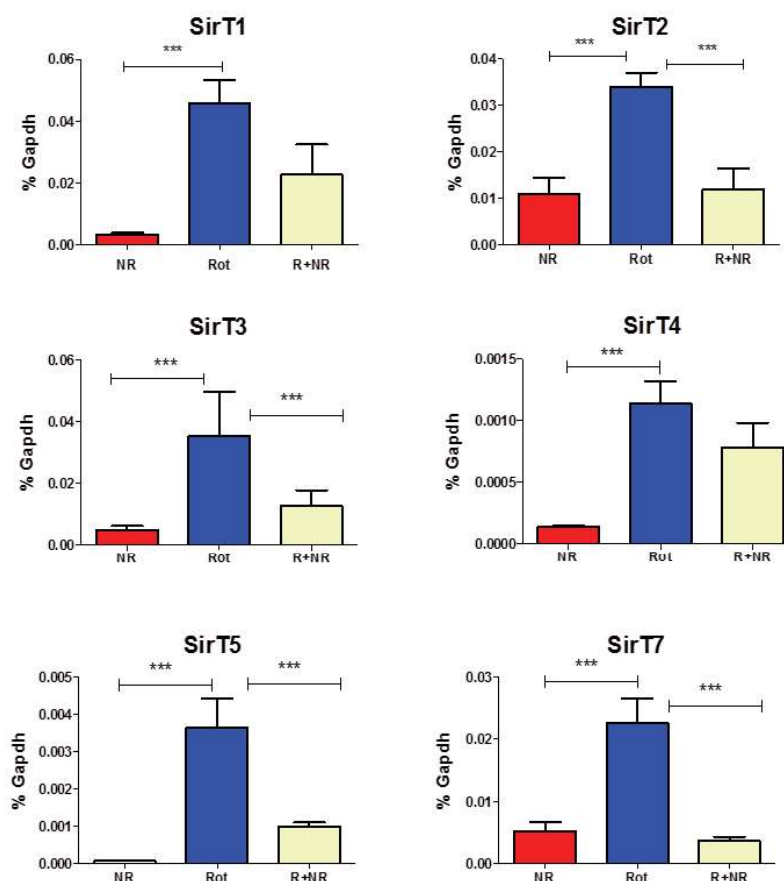 SirT1
***
% Gapdh
0.06
0.04
0.02
0.00
NR Rot R+NR
SirT2
*** ***
% Gapdh
0.04
0.03
0.02
0.01
0.00
NR Rot R+NR
SirT3
*** ***
% Gapdh
0.06
0.04
0.02
0.00
NR Rot R+NR
SirT4
***
% Gapdh
0.0015
0.0010
0.0005
0.0000
NR Rot R+NR
SirT5
*** ***
% Gapdh
0.005
0.004
0.003
0.002
0.001
0.000
NR Rot R+NR
SirT7
*** ***
% Gapdh
0.03
0.02
0.01
0.00
NR Rot R+NR